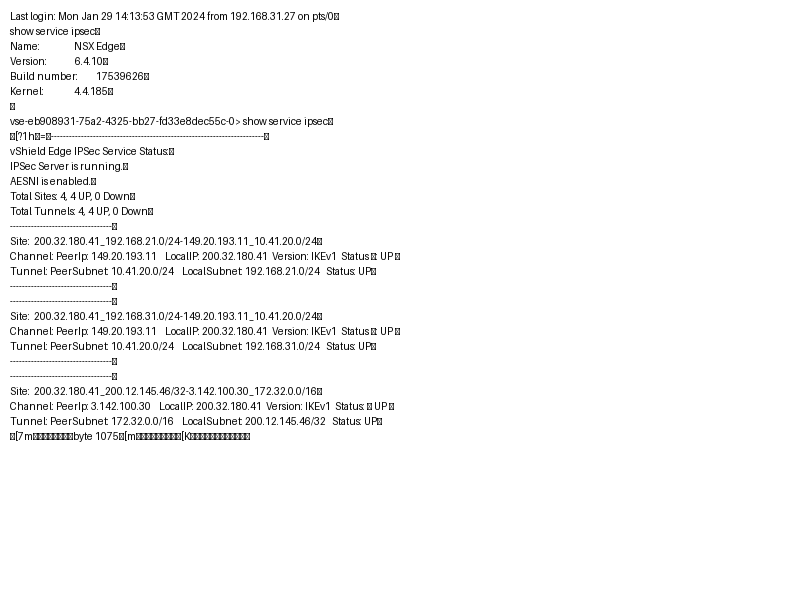 Last login: Mon Jan 29 14:13:53 GMT 2024 from 192.168.31.27 on pts/0
show service ipsec
Name: NSX Edge
Version: 6.4.10
Build number: 17539626
Kernel: 4.4.185
vse-eb908931-75a2-4325-bb27-fd33e8dec55c-0> show service ipsec
[?1h=-----------------------------------------------------------------------
vShield Edge IPSec Service Status:
IPSec Server is running.
AESNI is enabled.
Total Sites: 4, 4 UP, 0 Down
Total Tunnels: 4, 4 UP, 0 Down
----------------------------------
Site: 200.32.180.41_192.168.21.0/24-149.20.193.11_10.41.20.0/24
Channel: PeerIp: 149.20.193.11 LocalIP: 200.32.180.41 Version: IKEv1 Status : UP
Tunnel: PeerSubnet: 10.41.20.0/24 LocalSubnet: 192.168.21.0/24 Status: UP
----------------------------------
----------------------------------
Site: 200.32.180.41_192.168.31.0/24-149.20.193.11_10.41.20.0/24
Channel: PeerIp: 149.20.193.11 LocalIP: 200.32.180.41 Version: IKEv1 Status : UP
Tunnel: PeerSubnet: 10.41.20.0/24 LocalSubnet: 192.168.31.0/24 Status: UP
----------------------------------
----------------------------------
Site: 200.32.180.41_200.12.145.46/32-3.142.100.30_172.32.0.0/16
Channel: PeerIp: 3.142.100.30 LocalIP: 200.32.180.41 Version: IKEv1 Status: UP
Tunnel: PeerSubnet: 172.32.0.0/16 LocalSubnet: 200.12.145.46/32 Status: UP
[7m byte 1075[m [K